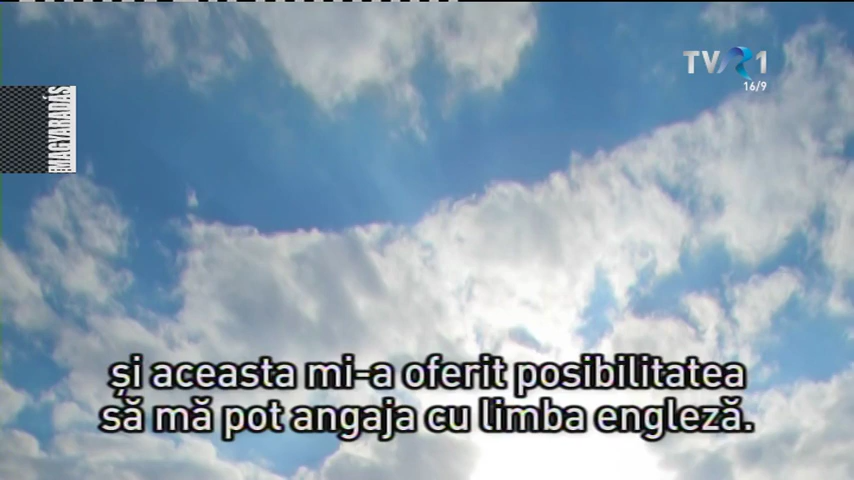 TVR1
16/9
MAGYARADÁS
și aceasta mi-a oferit posibilitatea
să mă pot angaja cu limba engleză.